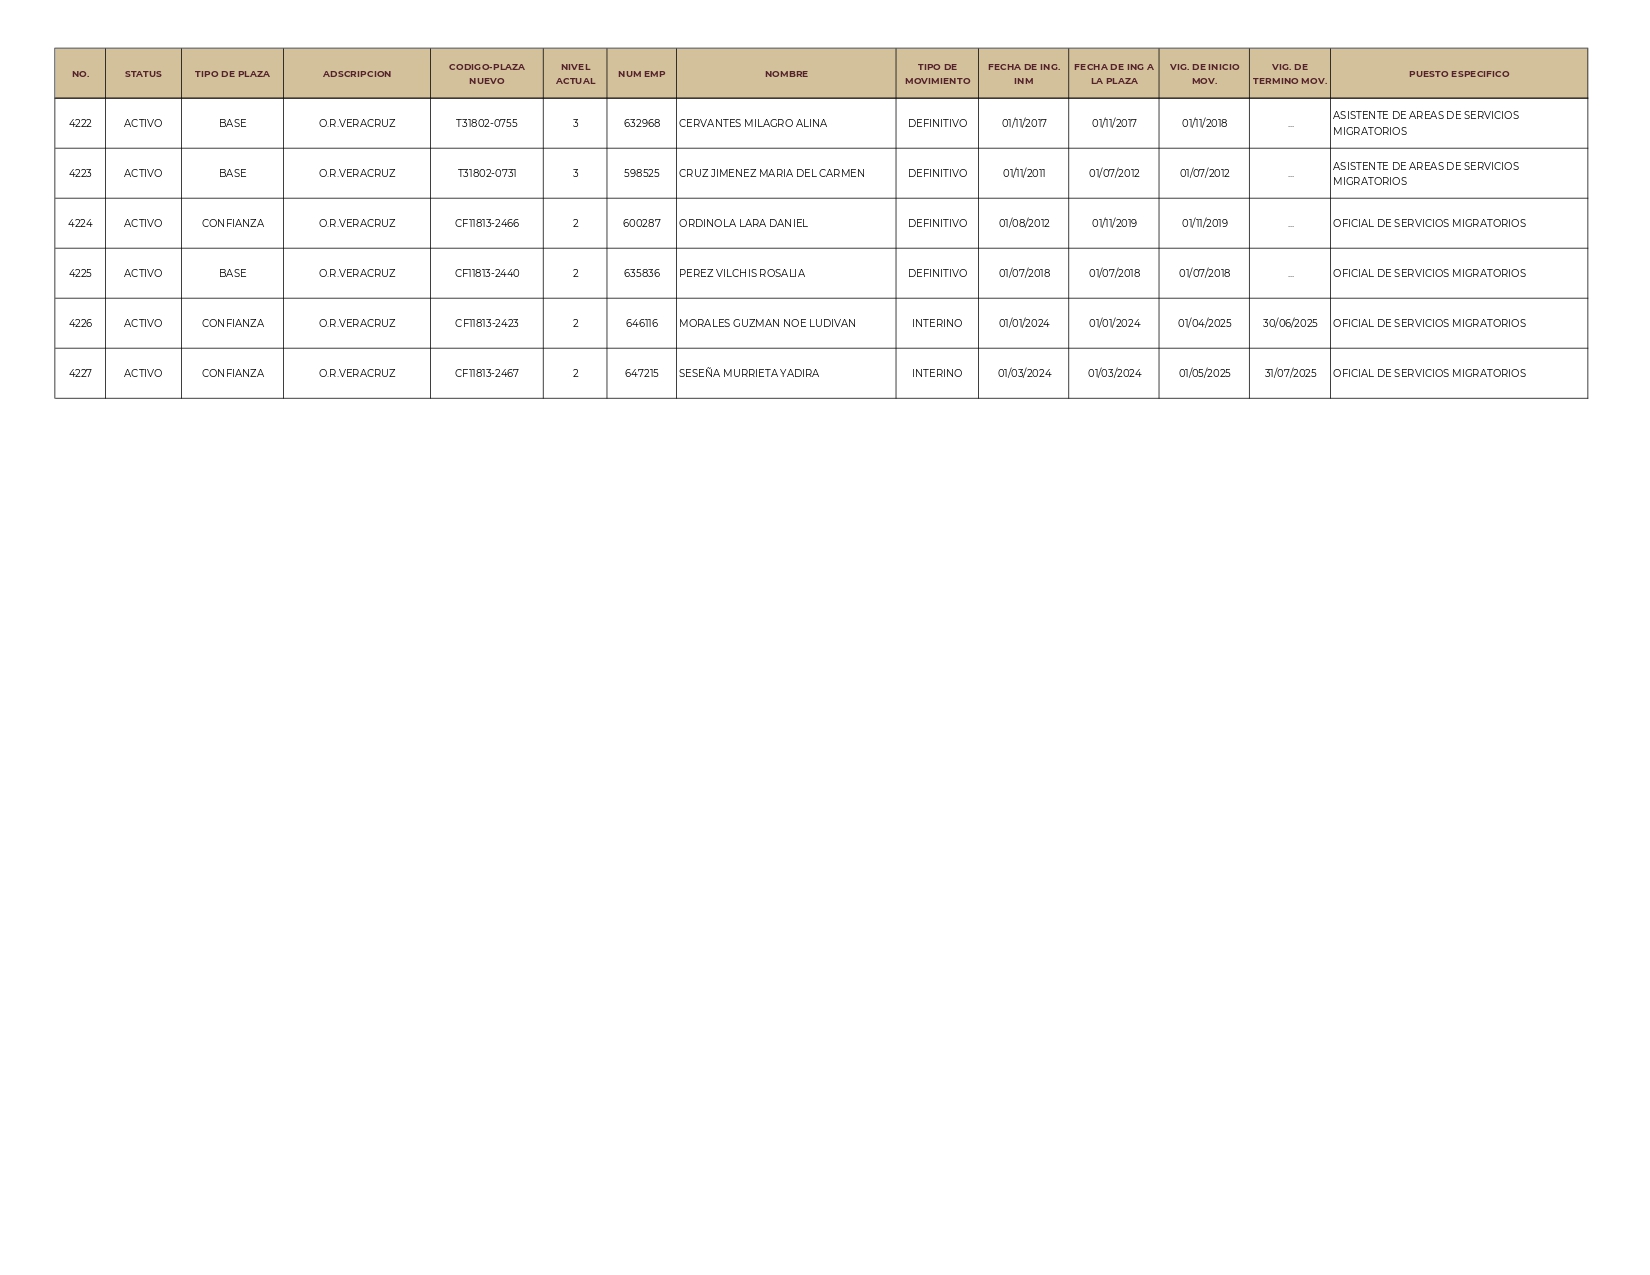 NO. STATUS TIPO DE PLAZA ADSCRIPCION CODIGO-PLAZA NUEVO NIVEL ACTUAL NUM EMP NOMBRE TIPO DE MOVIMIENTO FECHA DE ING. INM FECHA DE ING A LA PLAZA VIG. DE INICIO MOV. VIG. DE TERMINO MOV. PUESTO ESPECIFICO
4222 ACTIVO BASE O.R.VERACRUZ T31802-0755 3 632968 CERVANTES MILAGRO ALINA DEFINITIVO 01/11/2017 01/11/2017 01/11/2018 ... ASISTENTE DE AREAS DE SERVICIOS MIGRATORIOS
4223 ACTIVO BASE O.R.VERACRUZ T31802-0731 3 598525 CRUZ JIMENEZ MARIA DEL CARMEN DEFINITIVO 01/11/2011 01/07/2012 01/07/2012 ... ASISTENTE DE AREAS DE SERVICIOS MIGRATORIOS
4224 ACTIVO CONFIANZA O.R.VERACRUZ CF11813-2466 2 600287 ORDINOLA LARA DANIEL DEFINITIVO 01/08/2012 01/11/2019 01/11/2019 ... OFICIAL DE SERVICIOS MIGRATORIOS
4225 ACTIVO BASE O.R.VERACRUZ CF11813-2440 2 635836 PEREZ VILCHIS ROSALIA DEFINITIVO 01/07/2018 01/07/2018 01/07/2018 ... OFICIAL DE SERVICIOS MIGRATORIOS
4226 ACTIVO CONFIANZA O.R.VERACRUZ CF11813-2423 2 646116 MORALES GUZMAN NOE LUDIVAN INTERINO 01/01/2024 01/01/2024 01/04/2025 30/06/2025 OFICIAL DE SERVICIOS MIGRATORIOS
4227 ACTIVO CONFIANZA O.R.VERACRUZ CF11813-2467 2 647215 SESEÑA MURRIETA YADIRA INTERINO 01/03/2024 01/03/2024 01/05/2025 31/07/2025 OFICIAL DE SERVICIOS MIGRATORIOS